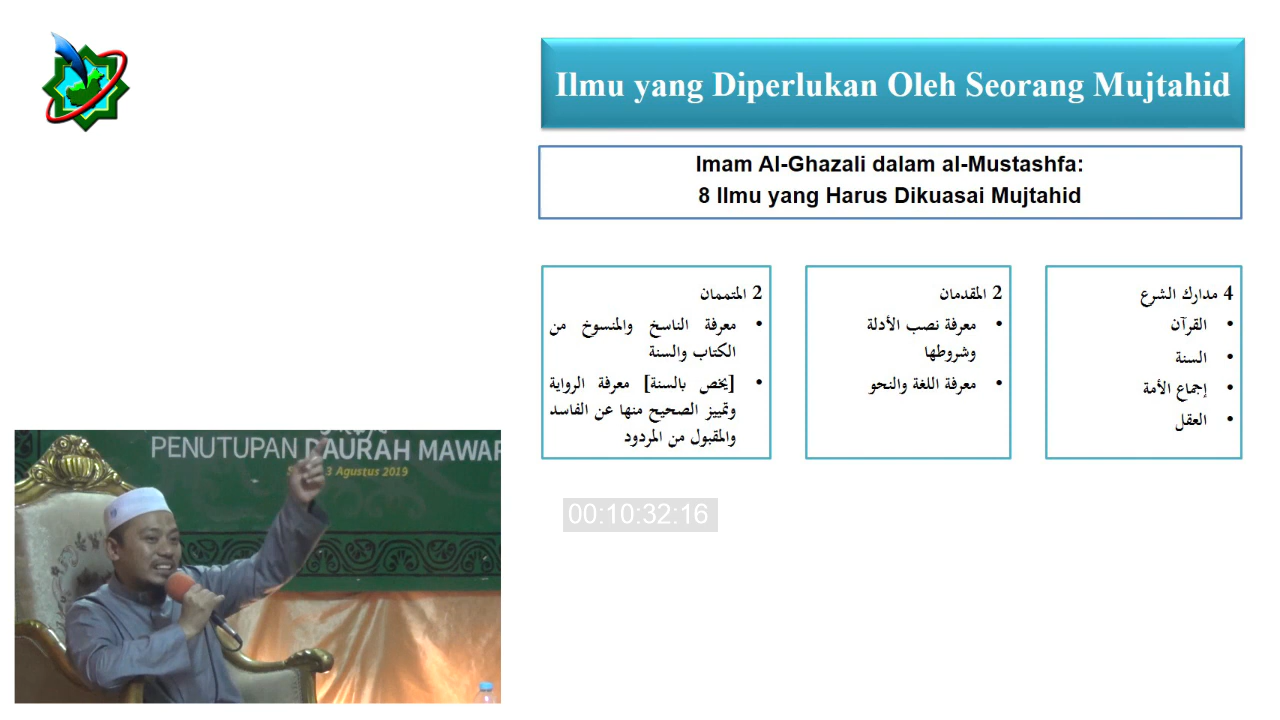 Ilmu yang Diperlukan Oleh Seorang Mujtahid
Imam Al-Ghazali dalam al-Mustashfa:
8 Ilmu yang Harus Dikuasai Mujtahid
4 مدارك الشرع
• القرآن
• السنة
• إجماع الأمة
• العقل
2 المقدمان
• معرفة نصب الأدلة
وشروطها
• معرفة اللغة والنحو
2 المتممان
• معرفة الناسخ والمنسوخ من
الكتاب والسنة
• [يخص بالسنة] معرفة الرواية
وتمييز الصحيح منها عن الفاسد
والمقبول من المردود
00:10:32:16
PENUTUPAN DAURAH MAWAR
3 Agustus 2019